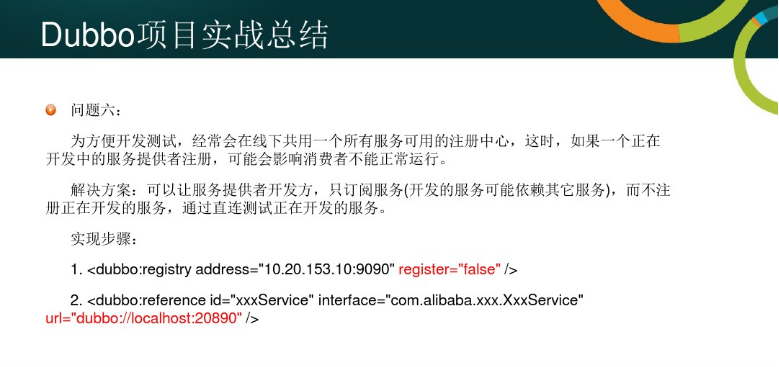 Dubbo项目实战总结
问题六：
为方便开发测试，经常会在线下共用一个所有服务可用的注册中心，这时，如果一个正在
开发中的服务提供者注册，可能会影响消费者不能正常运行。
解决方案：可以让服务提供者开发方，只订阅服务(开发的服务可能依赖其它服务)，而不注
册正在开发的服务，通过直连测试正在开发的服务。
实现步骤：
1. <dubbo:registry address="10.20.153.10:9090" register="false" />
2. <dubbo:reference id="xxxService" interface="com.alibaba.xxx.XxxService"
url="dubbo://localhost:20890" />